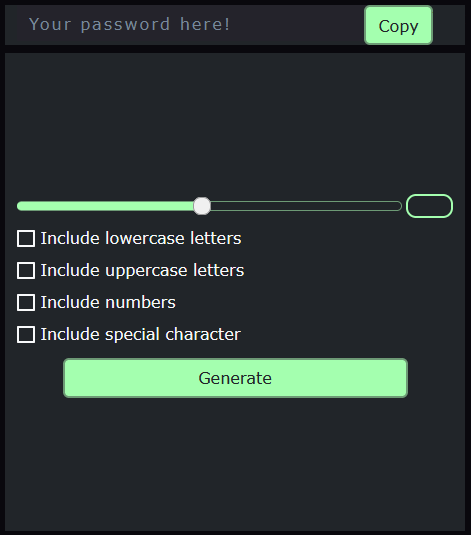 Your password here!
Copy
Include lowercase letters
Include uppercase letters
Include numbers
Include special character
Generate